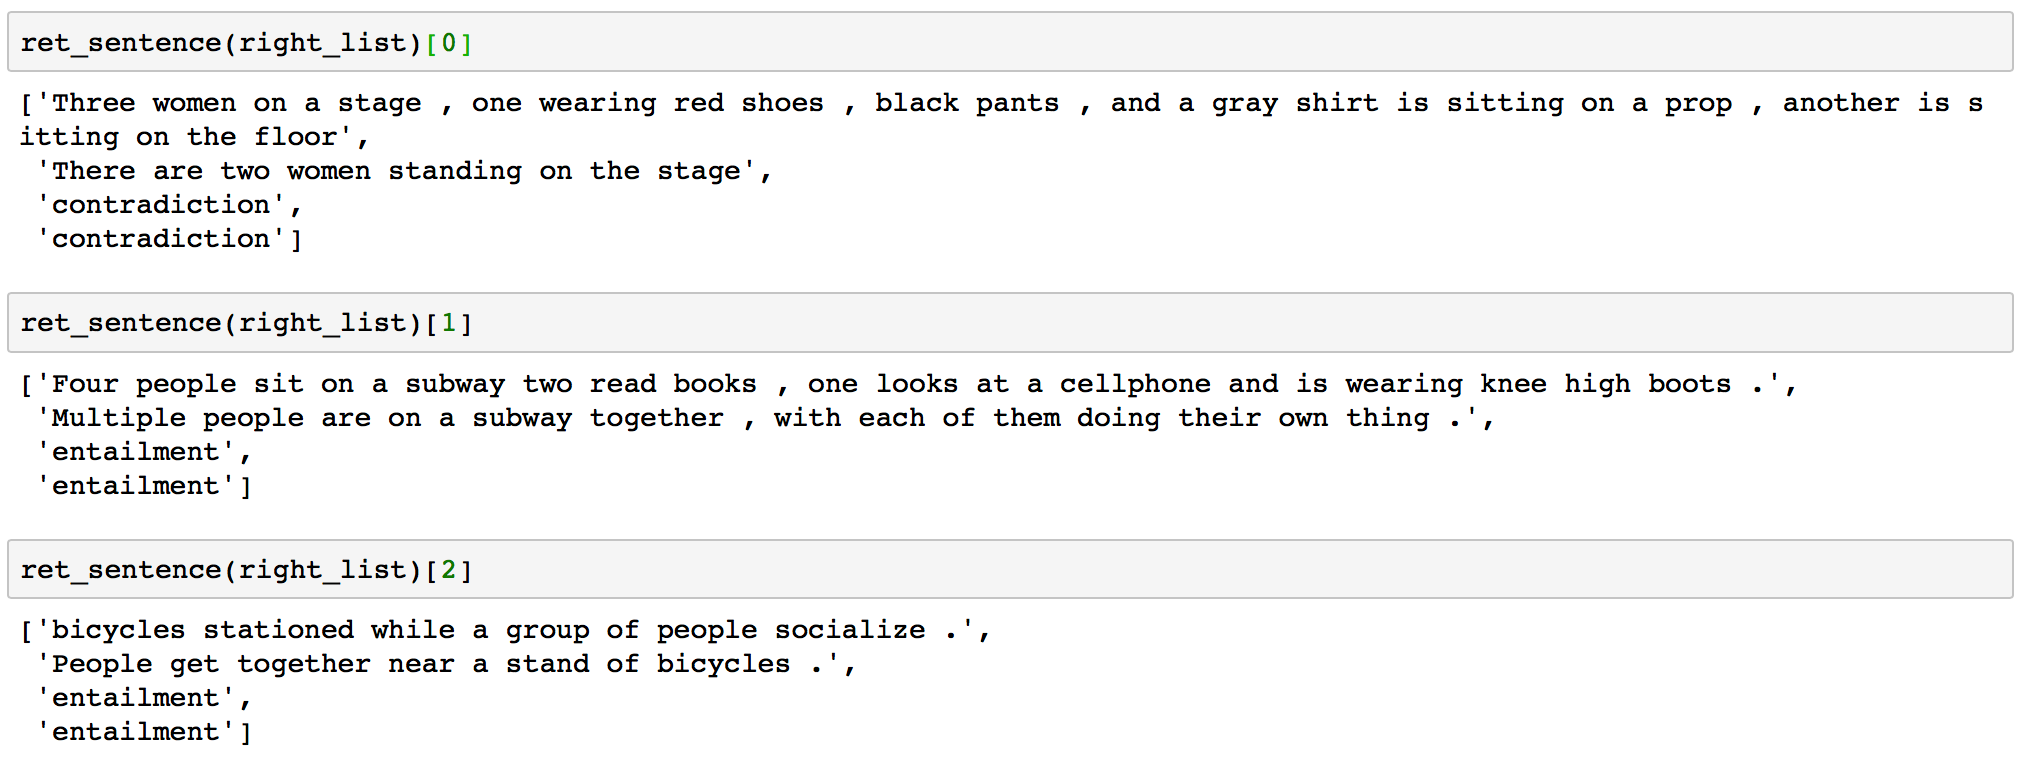 ret_sentence(right_list)[0]
['Three women on a stage , one wearing red shoes , black pants , and a gray shirt is sitting on a prop , another is s
itting on the floor',
 'There are two women standing on the stage',
 'contradiction',
 'contradiction']
ret_sentence(right_list)[1]
['Four people sit on a subway two read books , one looks at a cellphone and is wearing knee high boots .',
 'Multiple people are on a subway together , with each of them doing their own thing .',
 'entailment',
 'entailment']
ret_sentence(right_list)[2]
['bicycles stationed while a group of people socialize .',
 'People get together near a stand of bicycles .',
 'entailment',
 'entailment']